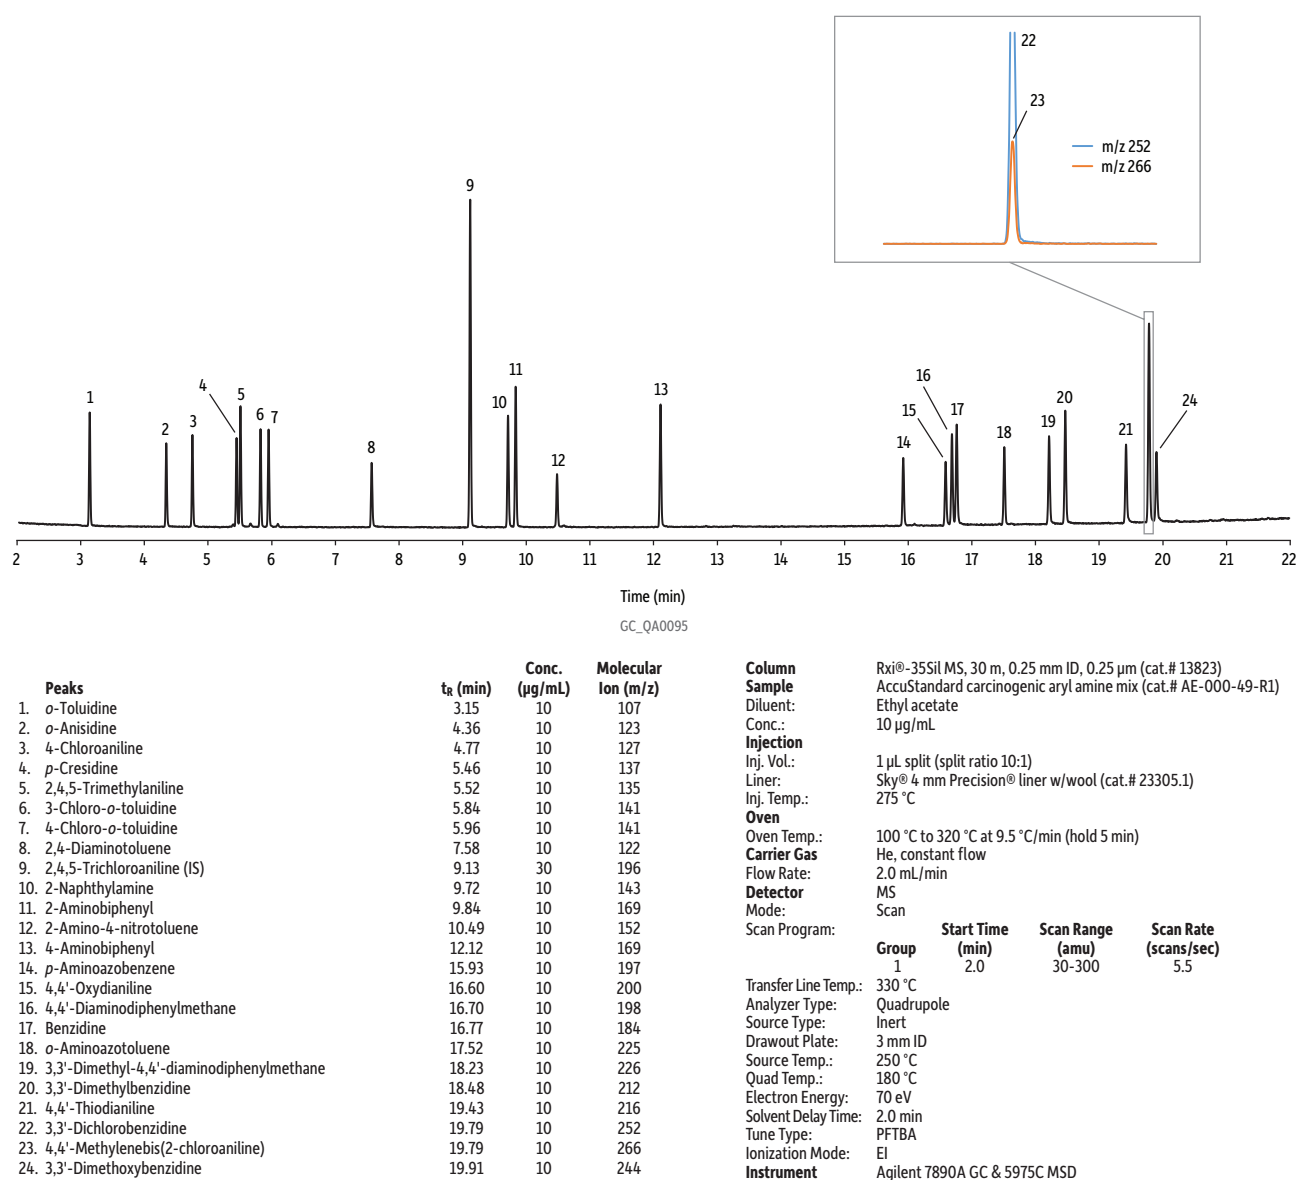 22
23
m/z 252
m/z 266
9
11
1
4
5
10
13
16
20
2
3
6
7
15
17
24
8
12
14
18
19
21
2 3 4 5 6 7 8 9 10 11 12 13 14 15 16 17 18 19 20 21 22
Time (min)
GC_QA0095
Peaks tR (min) Conc. (µg/mL) Molecular Ion (m/z)
1. o-Toluidine 3.15 10 107
2. o-Anisidine 4.36 10 123
3. 4-Chloroaniline 4.77 10 127
4. p-Cresidine 5.46 10 137
5. 2,4,5-Trimethylaniline 5.52 10 135
6. 3-Chloro-o-toluidine 5.84 10 141
7. 4-Chloro-o-toluidine 5.96 10 141
8. 2,4-Diaminotoluene 7.58 10 122
9. 2,4,5-Trichloroaniline (IS) 9.13 30 196
10. 2-Naphthylamine 9.72 10 143
11. 2-Aminobiphenyl 9.84 10 169
12. 2-Amino-4-nitrotoluene 10.49 10 152
13. 4-Aminobiphenyl 12.12 10 169
14. p-Aminoazobenzene 15.93 10 197
15. 4,4'-Oxydianiline 16.60 10 200
16. 4,4'-Diaminodiphenylmethane 16.70 10 198
17. Benzidine 16.77 10 184
18. o-Aminoazotoluene 17.52 10 225
19. 3,3'-Dimethyl-4,4'-diaminodiphenylmethane 18.23 10 226
20. 3,3'-Dimethylbenzidine 18.48 10 212
21. 4,4'-Thiodianiline 19.43 10 216
22. 3,3'-Dichlorobenzidine 19.79 10 252
23. 4,4'-Methylenebis(2-chloroaniline) 19.79 10 266
24. 3,3'-Dimethoxybenzidine 19.91 10 244
Column Rxi®-35Sil MS, 30 m, 0.25 mm ID, 0.25 µm (cat.# 13823)
Sample AccuStandard carcinogenic aryl amine mix (cat.# AE-000-49-R1)
Diluent: Ethyl acetate
Conc.: 10 µg/mL
Injection
Inj. Vol.: 1 µL split (split ratio 10:1)
Liner: Sky® 4 mm Precision® liner w/wool (cat.# 23305.1)
Inj. Temp.: 275 °C
Oven
Oven Temp.: 100 °C to 320 °C at 9.5 °C/min (hold 5 min)
Carrier Gas He, constant flow
Flow Rate: 2.0 mL/min
Detector MS
Mode: Scan
Scan Program:
Group Start Time (min) Scan Range (amu) Scan Rate (scans/sec)
1 2.0 30-300 5.5
Transfer Line Temp.: 330 °C
Analyzer Type: Quadrupole
Source Type: Inert
Drawout Plate: 3 mm ID
Source Temp.: 250 °C
Quad Temp.: 180 °C
Electron Energy: 70 eV
Solvent Delay Time: 2.0 min
Tune Type: PFTBA
Ionization Mode: EI
Instrument Agilent 7890A GC & 5975C MSD